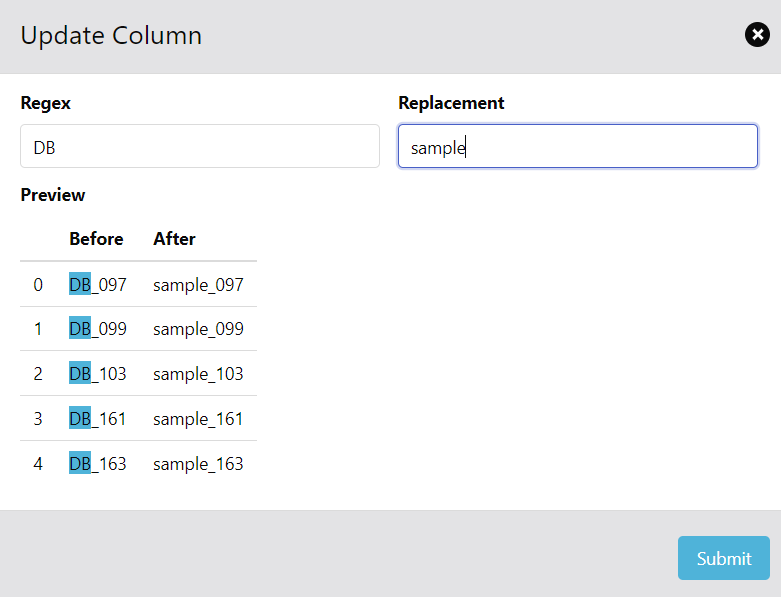 Update Column
Regex Replacement
DB sample
Preview
Before After
0 DB_097 sample_097
1 DB_099 sample_099
2 DB_103 sample_103
3 DB_161 sample_161
4 DB_163 sample_163
Submit